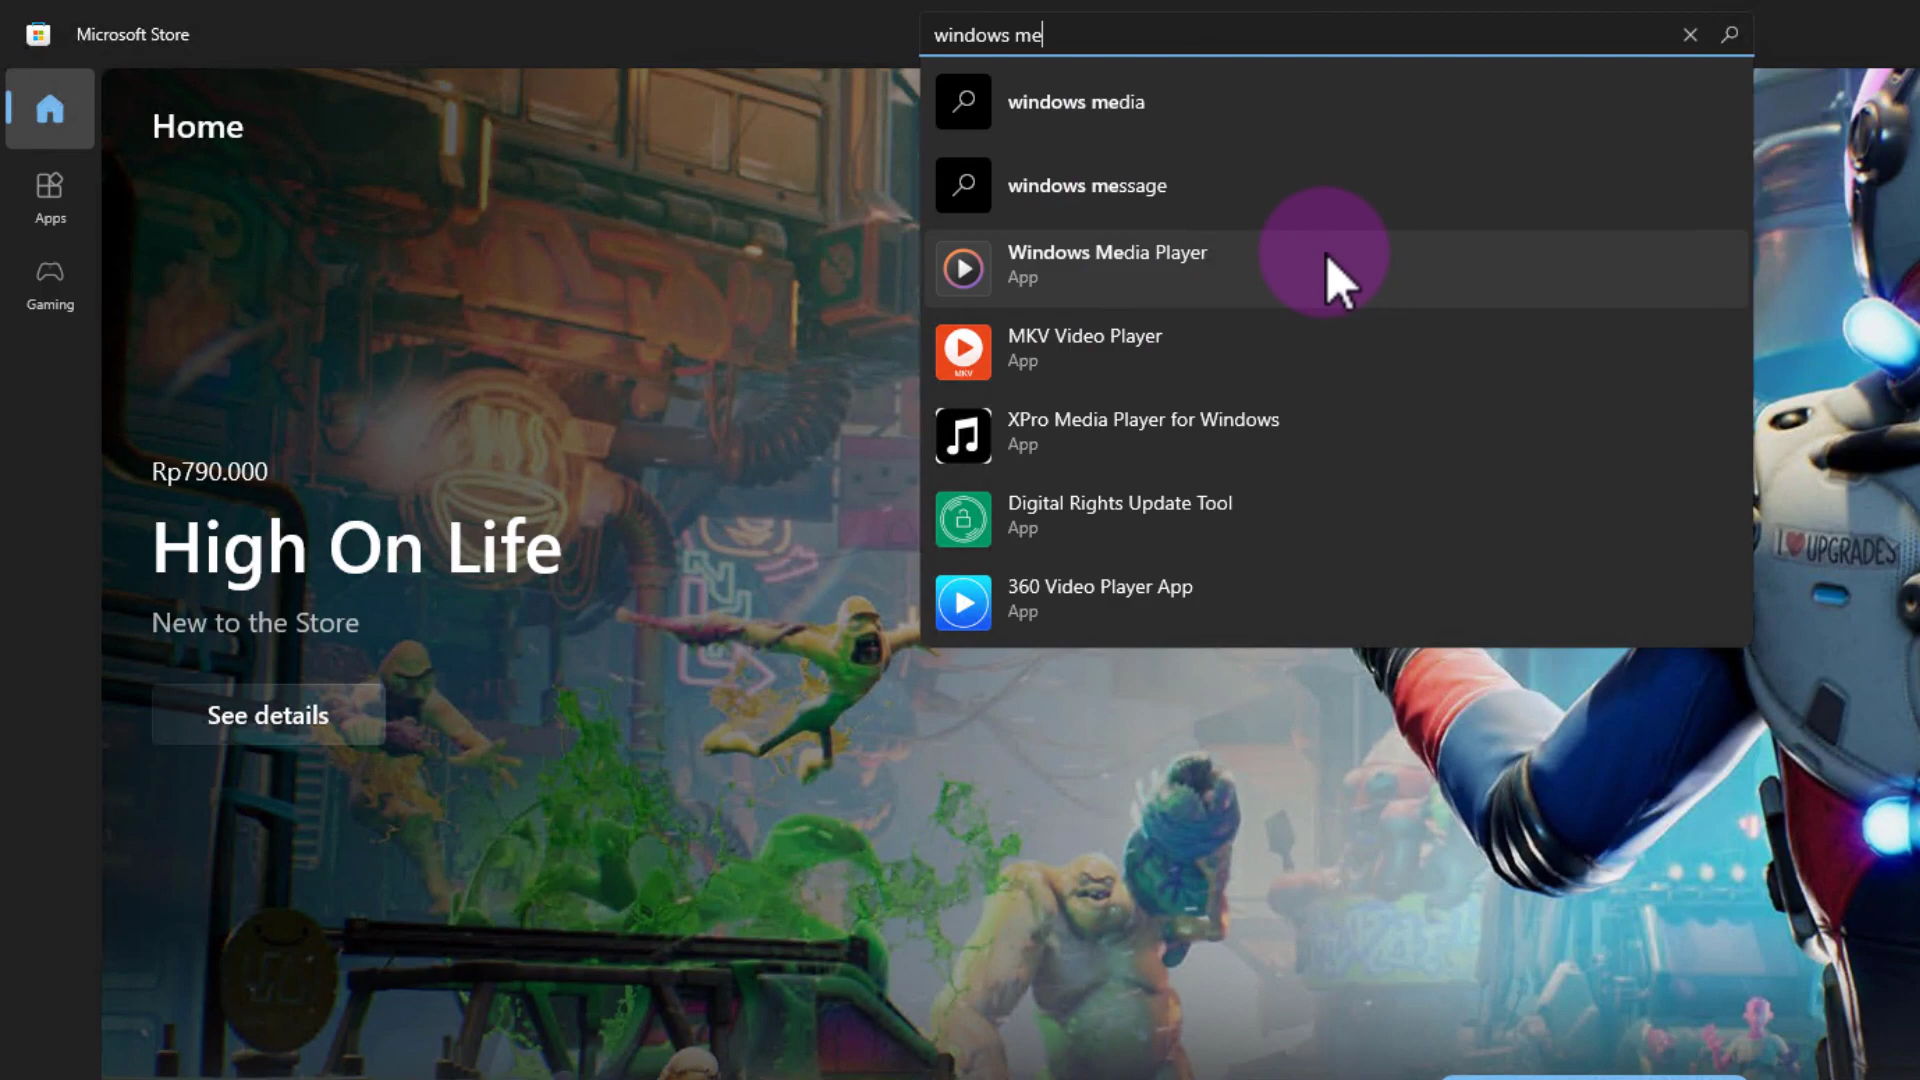 Microsoft Store
windows me
Home
Apps
Gaming
windows media
windows message
Windows Media Player
App
MKV
MKV Video Player
App
XPro Media Player for Windows
App
Digital Rights Update Tool
App
360 Video Player App
App
Rp790.000
High On Life
New to the Store
See details
I ❤ UPGRADES